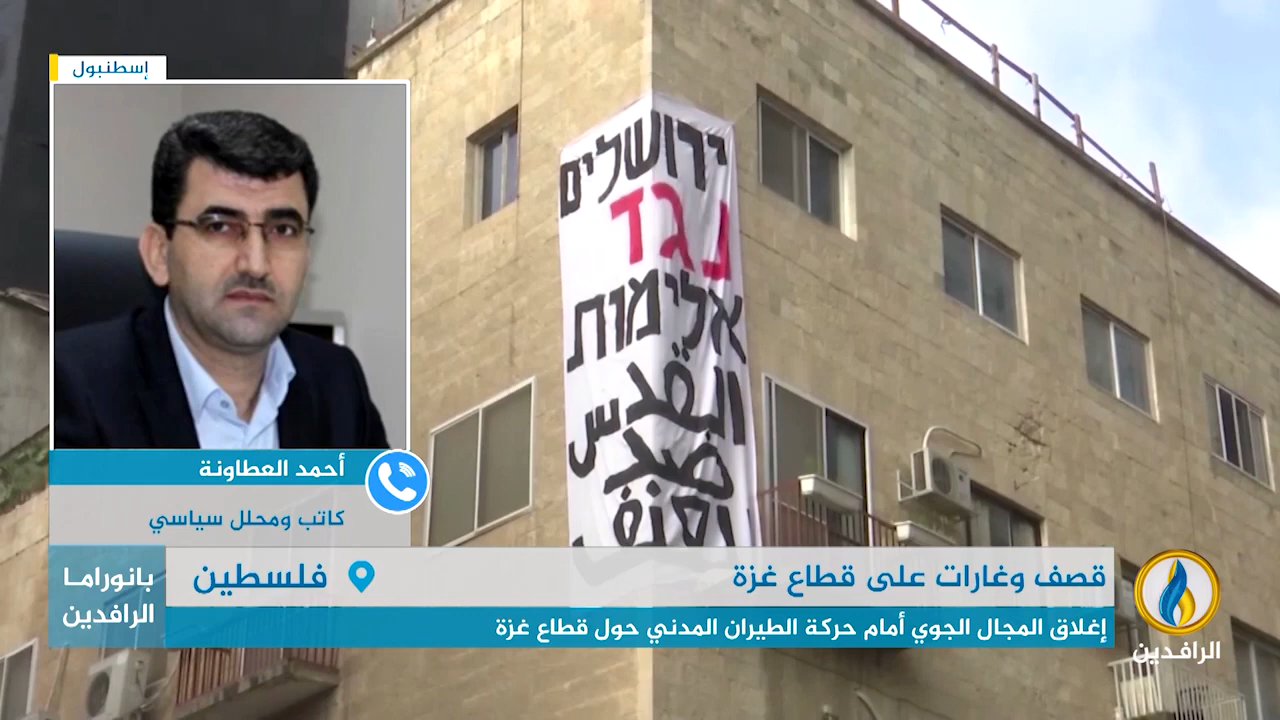 إسطنبول
ירושלים
נגד
אלימות
القدس
ضد
أحمد العطاونة
كاتب ومحلل سياسي
قصف وغارات على قطاع غزة
فلسطين
إغلاق المجال الجوي أمام حركة الطيران المدني حول قطاع غزة
بانوراما
الرافدين
الرافدين